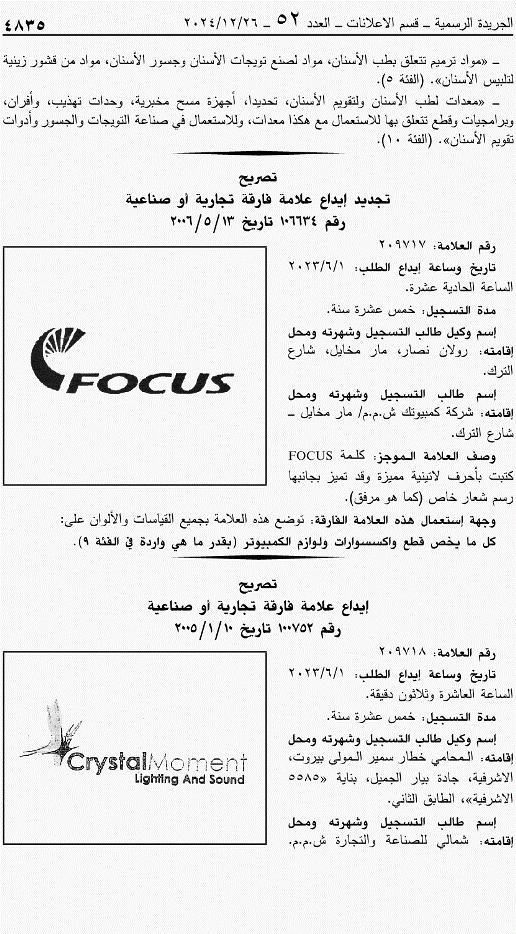 الجريدة الرسمية – قسم الاعلانات – العدد ٥٢ – ٢٠٢٤/١٢/٢٦
٤٨٣٥
– «مواد ترميم تتعلق بطب الأسنان، مواد لصنع تويجات الأسنان وجسور الأسنان، مواد من قشور زينية
لتلبيس الأسنان». (الفئة ٥).
– «معدات لطب الأسنان ولتقويم الأسنان، تحديدا، أجهزة مسح مخبرية، وحدات تهذيب، وأفران،
وبرامجيات وقطع تتعلق بها للاستعمال مع هكذا معدات، وللاستعمال في صناعة التويجات والجسور وأدوات
تقويم الأسنان». (الفئة ١٠).
تصريح
تجديد إيداع علامة فارقة تجارية أو صناعية
رقم ١٠٦٦٣٤ تاريخ ٢٠٠٦/٥/١٣
رقم العلامة: ٢٠٩٧١٧
تاريخ وساعة إيداع الطلب: ٢٠٢٣/٦/١
الساعة الحادية عشرة.
مدة التسجيل: خمس عشرة سنة.
إسم وكيل طالب التسجيل وشهرته ومحل
إقامته: رولان نصار، مار مخايل، شارع
الترك.
إسم طالب التسجيل وشهرته ومحل
إقامته: شركة كمبيوتك ش.م.م/ مار مخايل –
شارع الترك.
وصف العلامة الموجز: كلمة FOCUS
كتبت بأحرف لاتينية مميزة وقد تميز بجانبها
رسم شعار خاص (كما هو مرفق).
FOCUS
وجهة إستعمال هذه العلامة الفارقة: توضع هذه العلامة بجميع القياسات والألوان على:
كل ما يخص قطع واكسسوارات ولوازم الكمبيوتر (بقدر ما هي واردة في الفئة ٩).
تصريح
إيداع علامة فارقة تجارية أو صناعية
رقم ١٠٠٧٥٢ تاريخ ٢٠٠٥/١/١٠
رقم العلامة: ٢٠٩٧١٨
تاريخ وساعة إيداع الطلب: ٢٠٢٣/٦/١
الساعة العاشرة وثلاثون دقيقة.
مدة التسجيل: خمس عشرة سنة.
إسم وكيل طالب التسجيل وشهرته ومحل
إقامته: المحامي خطار سمير المولى بيروت،
الاشرفية، جادة بيار الجميل، بناية «٥٥٨٥
الاشرفية»، الطابق الثاني.
إسم طالب التسجيل وشهرته ومحل
إقامته: شمالي للصناعة والتجارة ش.م.م.
CrystalMoment
Lighting And Sound